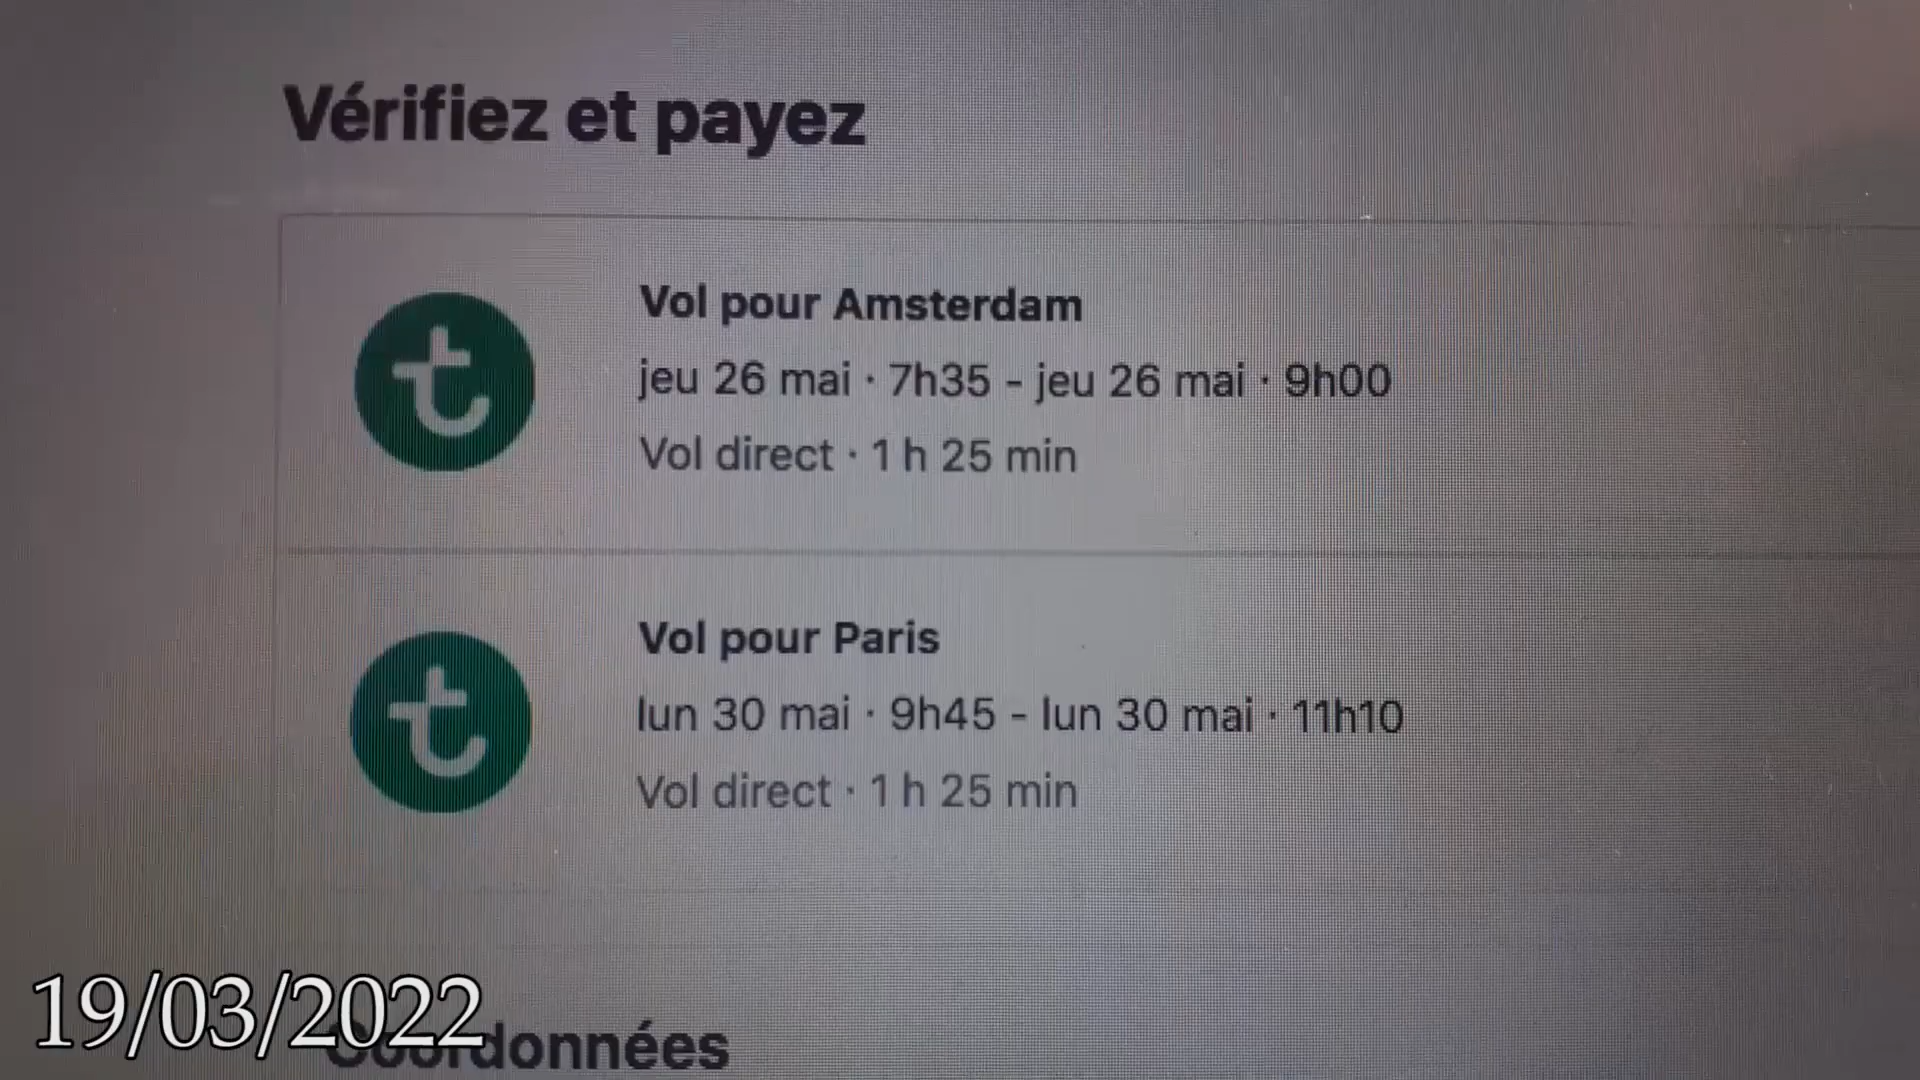 Vérifiez et payez
Vol pour Amsterdam
jeu 26 mai · 7h35 - jeu 26 mai · 9h00
Vol direct · 1 h 25 min
Vol pour Paris
lun 30 mai · 9h45 - lun 30 mai · 11h10
Vol direct · 1 h 25 min
19/03/2022
Coordonnées